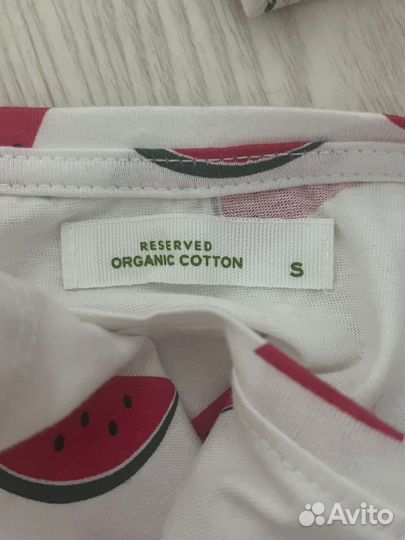 RESERVED
ORGANIC COTTON
S
Avito